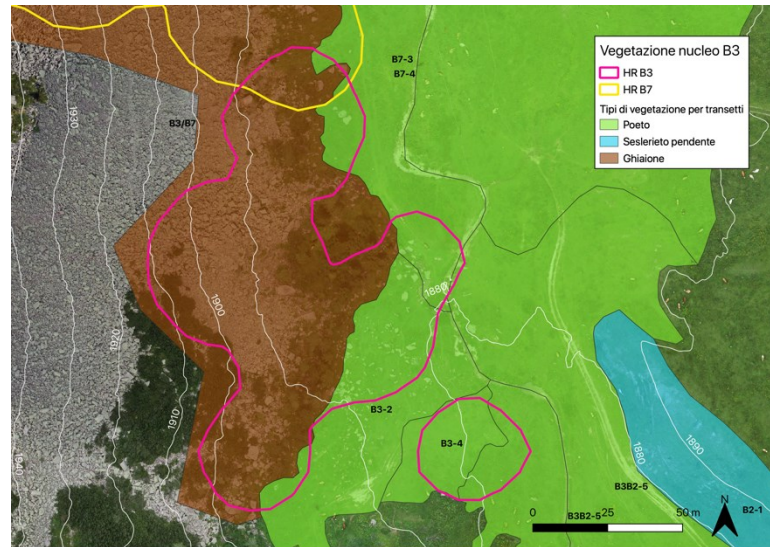 Vegetazione nucleo B3
HR B3
HR B7
Tipi di vegetazione per transetti
Poeto
Seslerieto pendente
Ghiaione
B7-3
B7-4
B3/B7
1930
1900
1880
1920
1910
1940
B3-2
B3-4
1880
1890
B3B2-5
B3B2-5
B2-1
N
0
25
50 m